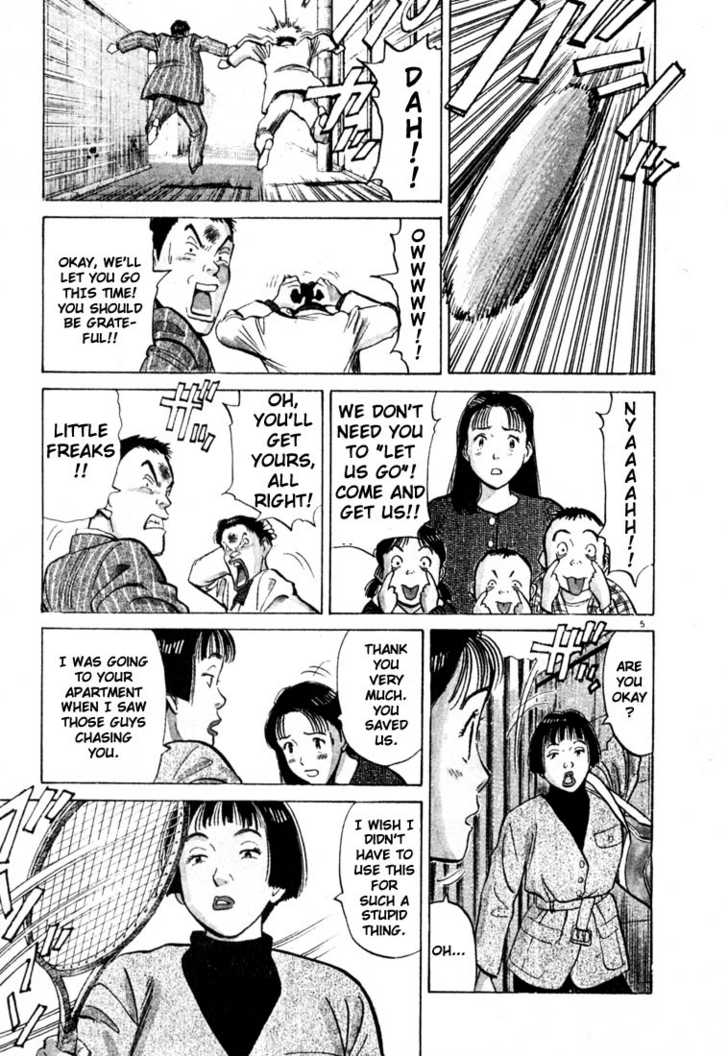 DAH!!
OWWWWW!!
OKAY, WE'LL
LET YOU GO
THIS TIME!
YOU SHOULD
BE GRATE-
FUL!!
NYAAAAHH!!
WE DON'T
NEED YOU
TO "LET
US GO"!
COME AND
GET US!!
OH,
YOU'LL
GET
YOURS,
ALL
RIGHT!
LITTLE
FREAKS
!!
5
ARE
YOU
OKAY
?
OH...
THANK
YOU
VERY
MUCH.
YOU
SAVED
US.
I WAS GOING
TO YOUR
APARTMENT
WHEN I SAW
THOSE GUYS
CHASING
YOU.
I WISH I
DIDN'T
HAVE TO
USE THIS
FOR
SUCH A
STUPID
THING.